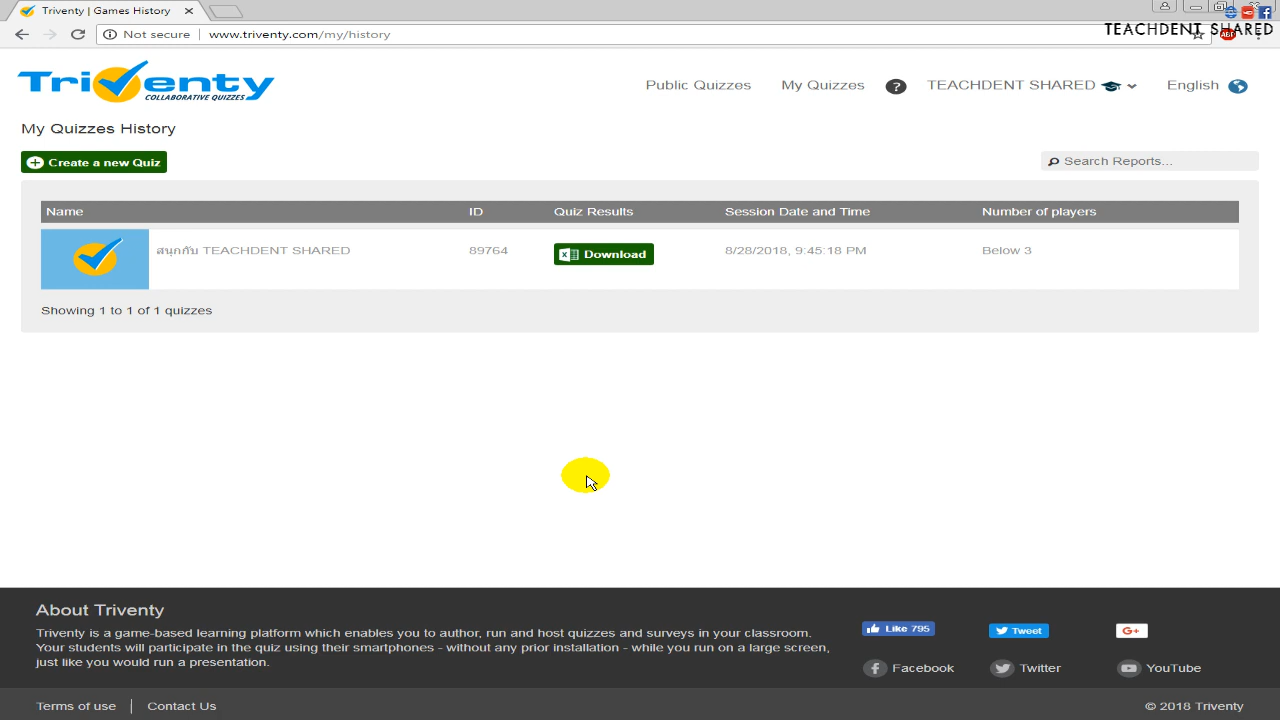 Triventy | Games History
Not secure | www.triventy.com/my/history
TEACHDENT SHARED
ABP
Triventy
COLLABORATIVE QUIZZES
Public Quizzes My Quizzes ? TEACHDENT SHARED English
My Quizzes History
Create a new Quiz
Search Reports...
Name ID Quiz Results Session Date and Time Number of players
สนุกกับ TEACHDENT SHARED 89764 Download 8/28/2018, 9:45:18 PM Below 3
Showing 1 to 1 of 1 quizzes
About Triventy
Triventy is a game-based learning platform which enables you to author, run and host quizzes and surveys in your classroom.
Your students will participate in the quiz using their smartphones - without any prior installation - while you run on a large screen,
just like you would run a presentation.
Like 795 Tweet G+
Facebook Twitter YouTube
Terms of use | Contact Us
© 2018 Triventy